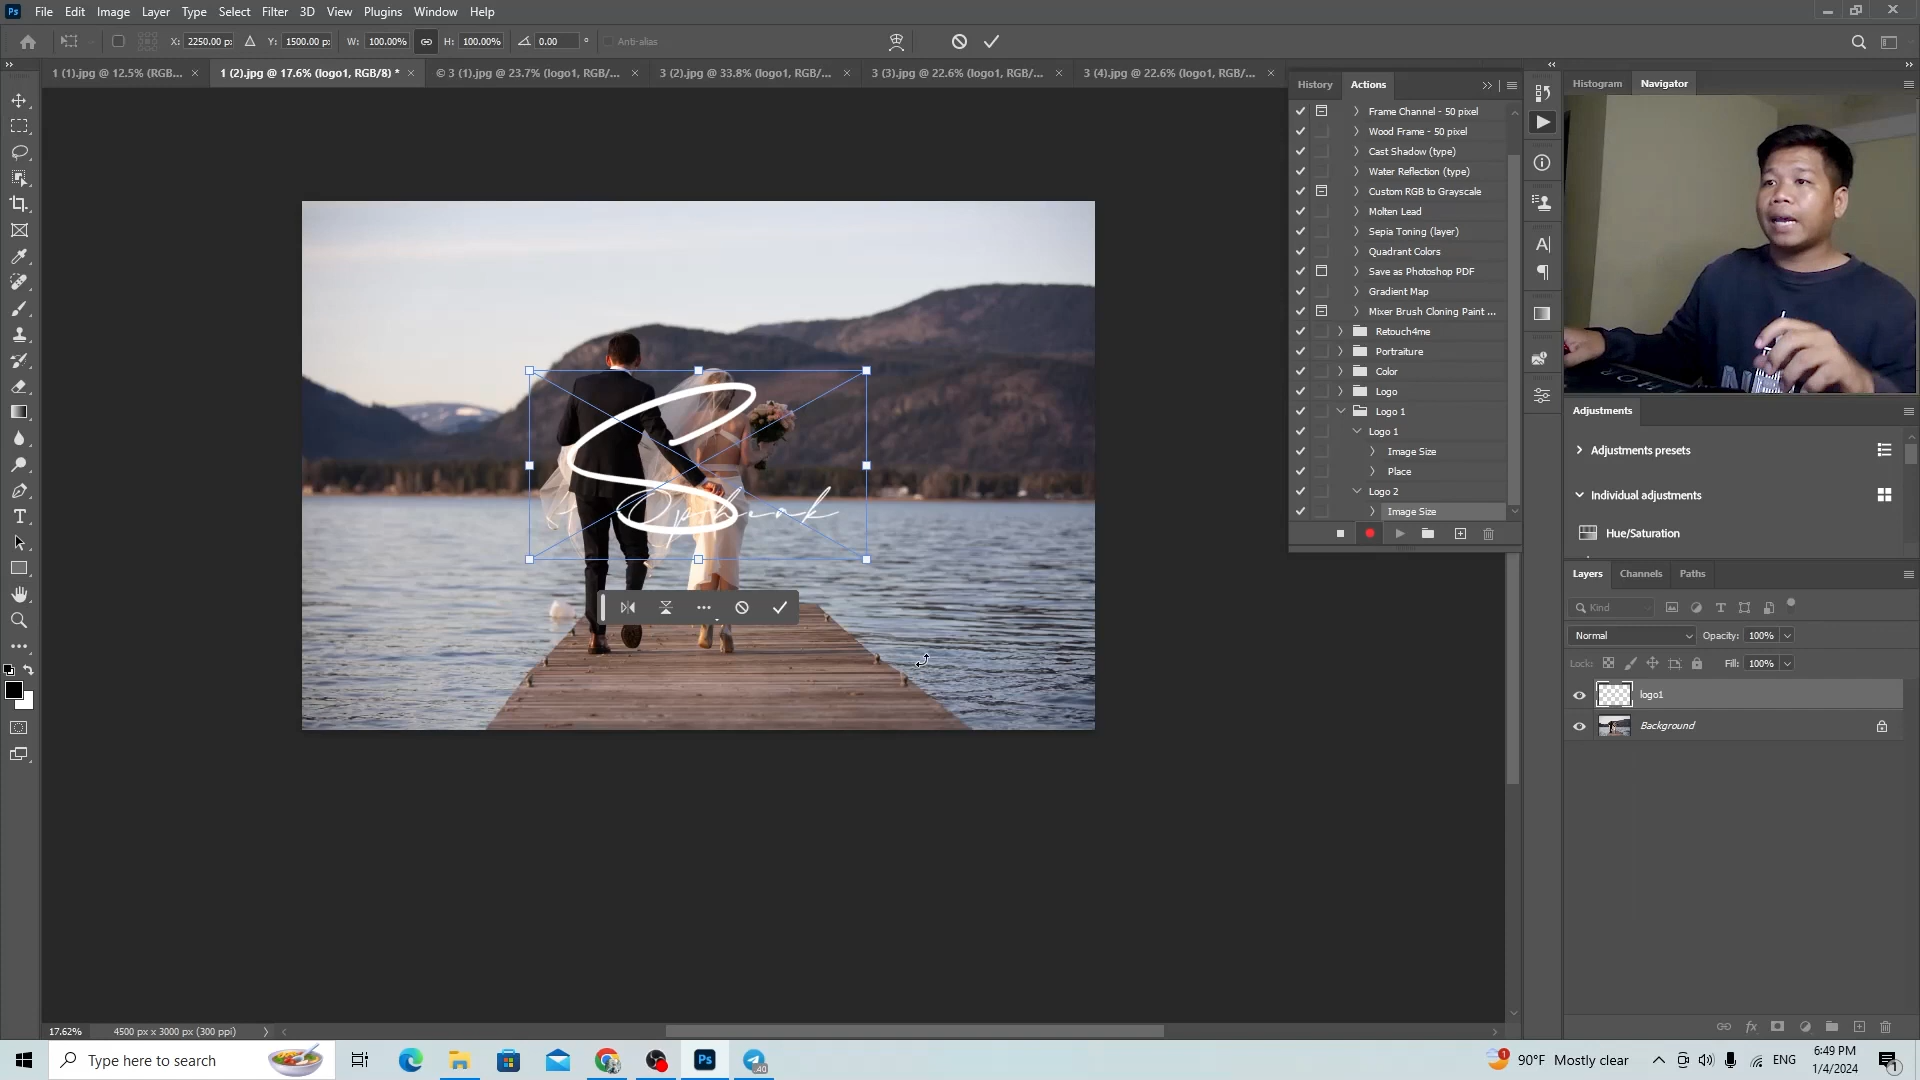 File Edit Image Layer Type Select Filter 3D View Plugins Window Help
X: 2250.00 p: Y: 1500.00 p: W: 100.00% H: 100.00% 0.00 ° Anti-alias
1 (1).jpg @ 12.5% (RGB... × 1 (2).jpg @ 17.6% (logo1, RGB/8) * × © 3 (1).jpg @ 23.7% (logo1, RGB/... × 3 (2).jpg @ 33.8% (logo1, RGB/... × 3 (3).jpg @ 22.6% (logo1, RGB/... × 3 (4).jpg @ 22.6% (logo1, RGB/... ×
History Actions
Frame Channel - 50 pixel
Wood Frame - 50 pixel
Cast Shadow (type)
Water Reflection (type)
Custom RGB to Grayscale
Molten Lead
Sepia Toning (layer)
Quadrant Colors
Save as Photoshop PDF
Gradient Map
Mixer Brush Cloning Paint ...
Retouch4me
Portraiture
Color
Logo
Logo 1
Logo 1
Image Size
Place
Logo 2
Image Size
Histogram Navigator
Adjustments
Adjustments presets
Individual adjustments
Hue/Saturation
Layers Channels Paths
Kind
Normal Opacity: 100%
Lock: Fill: 100%
logo1
Background
S
17.62% 4500 px x 3000 px (300 ppi)
Type here to search
Ps
40
90°F Mostly clear
ENG
6:49 PM
1/4/2024